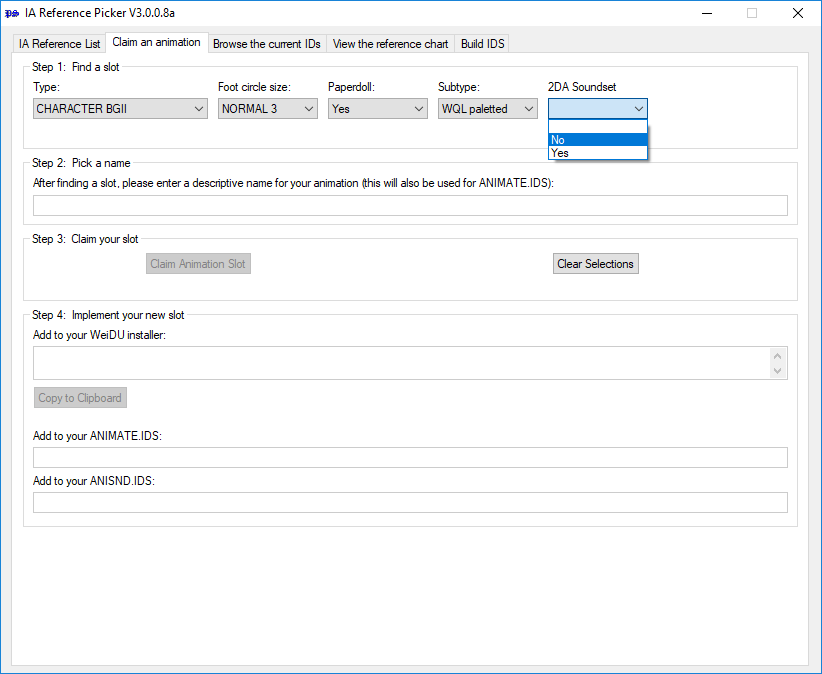 IA Reference Picker V3.0.0.8a
IA Reference List Claim an animation Browse the current IDs View the reference chart Build IDS
Step 1: Find a slot
Type: Foot circle size: Paperdoll: Subtype: 2DA Soundset
CHARACTER BGII NORMAL 3 Yes WQL paletted
No
Yes
Step 2: Pick a name
After finding a slot, please enter a descriptive name for your animation (this will also be used for ANIMATE.IDS):
Step 3: Claim your slot
Claim Animation Slot Clear Selections
Step 4: Implement your new slot
Add to your WeiDU installer:
Copy to Clipboard
Add to your ANIMATE.IDS:
Add to your ANISND.IDS: